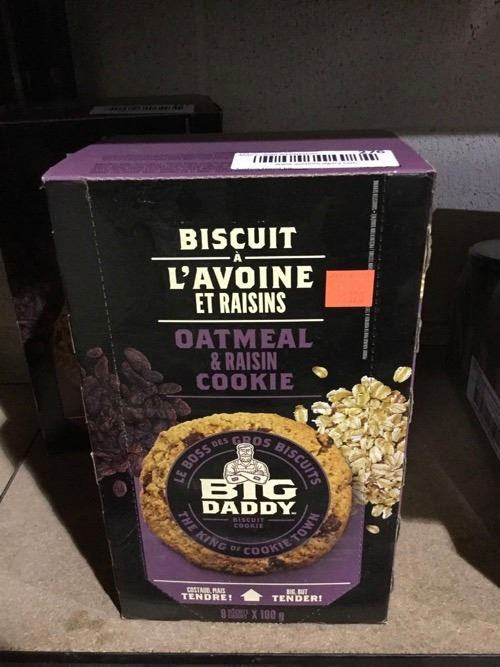 BISCUIT
À
L'AVOINE
ET RAISINS
OATMEAL
& RAISIN
COOKIE
LE BOSS DES GROS BISCUITS
BIG
DADDY
BISCUIT
COOKIE
THE KING OF COOKIE-TOWN
COSTAUD, MAIS
TENDRE!
BIG, BUT
TENDER!
X 100 g